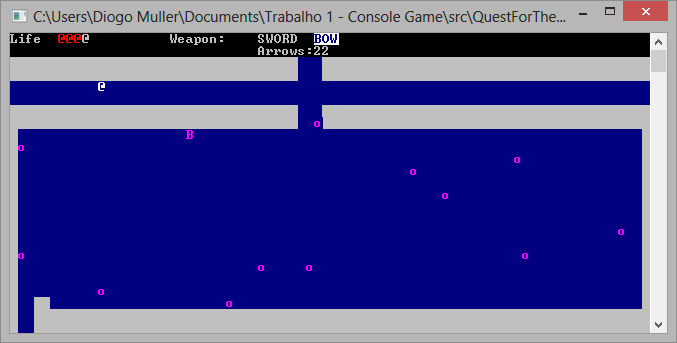 C:\Users\Diogo Muller\Documents\Trabalho 1 - Console Game\src\QuestForThe...
Life @@@@ Weapon: SWORD BOW
Arrows:22
@
o
B
o
o
o
o
o
o
o
o
o
o
o